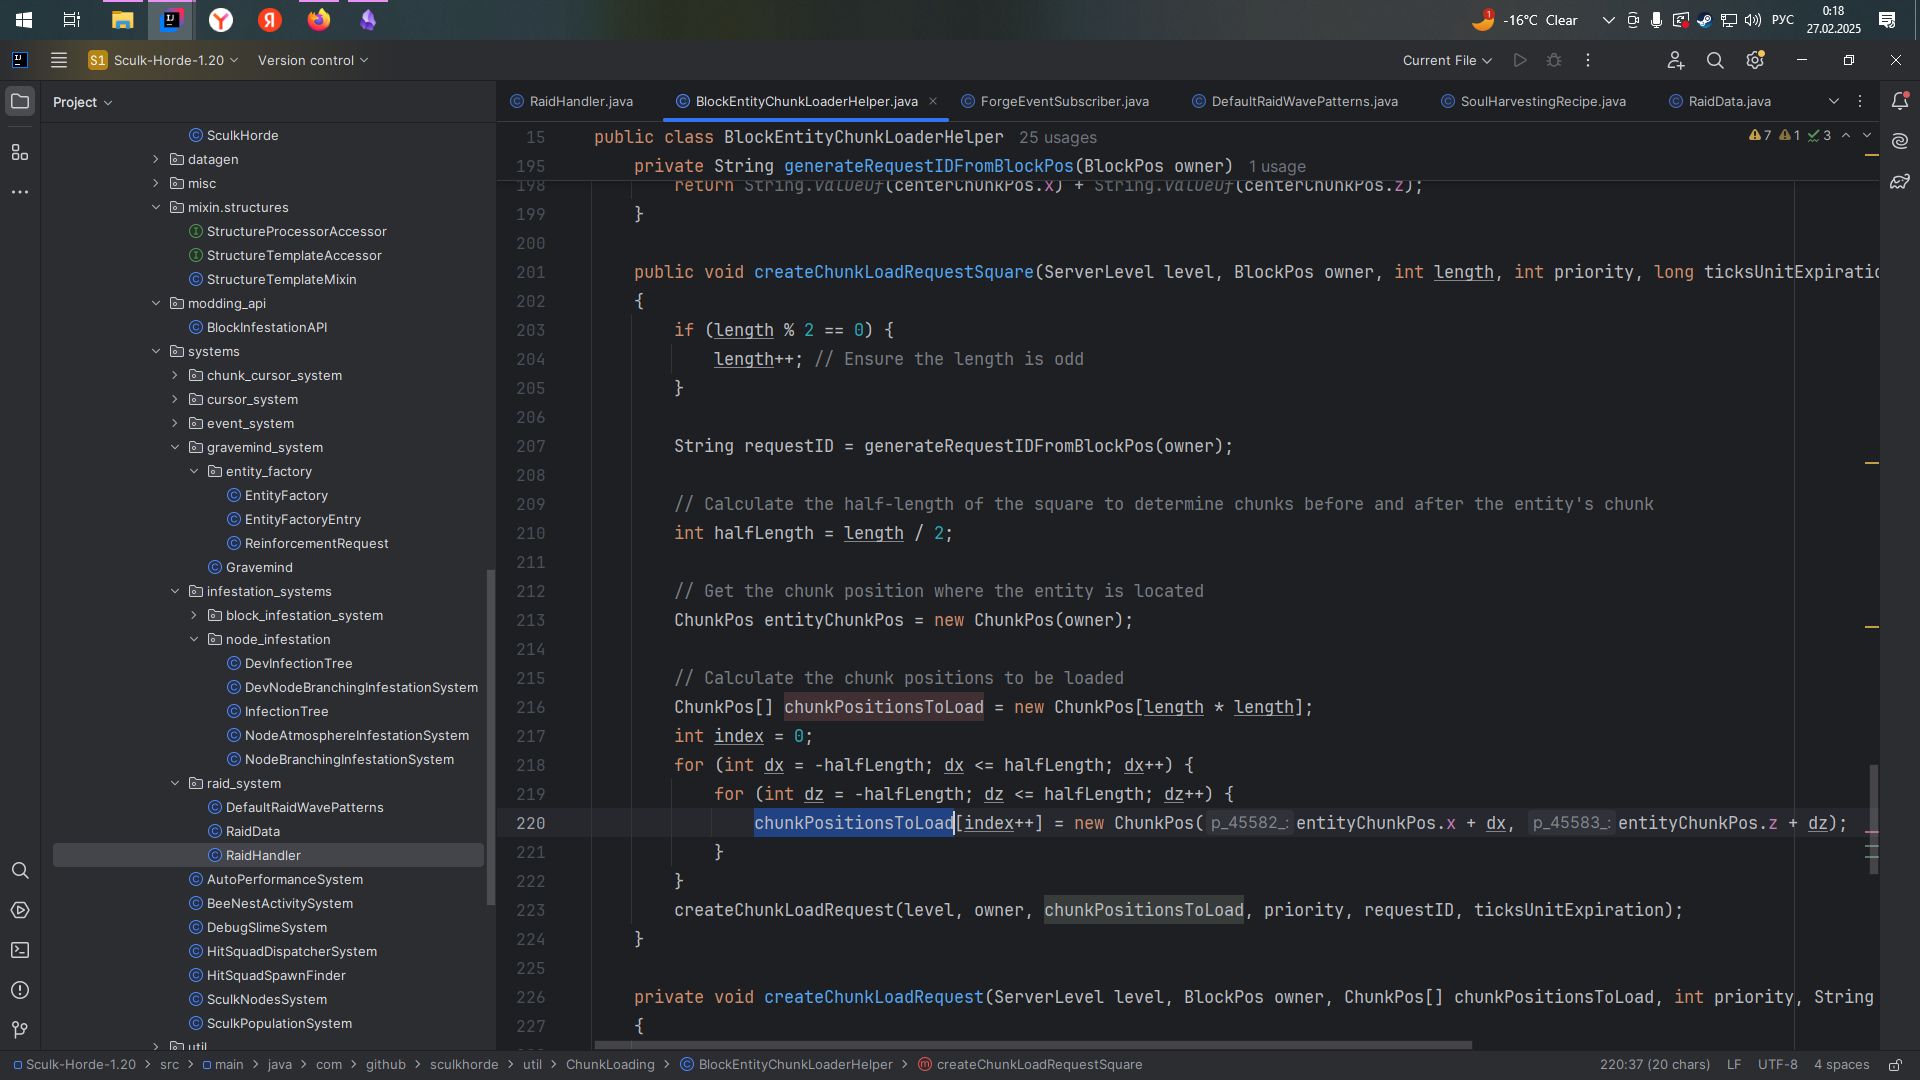 -16°C Clear
РУС
0:18
27.02.2025
S1 Sculk-Horde-1.20
Version control
Current File
Project
SculkHorde
datagen
misc
mixin.structures
StructureProcessorAccessor
StructureTemplateAccessor
StructureTemplateMixin
modding_api
BlockInfestationAPI
systems
chunk_cursor_system
cursor_system
event_system
gravemind_system
entity_factory
EntityFactory
EntityFactoryEntry
ReinforcementRequest
Gravemind
infestation_systems
block_infestation_system
node_infestation
DevInfectionTree
DevNodeBranchingInfestationSystem
InfectionTree
NodeAtmosphereInfestationSystem
NodeBranchingInfestationSystem
raid_system
DefaultRaidWavePatterns
RaidData
RaidHandler
AutoPerformanceSystem
BeeNestActivitySystem
DebugSlimeSystem
HitSquadDispatcherSystem
HitSquadSpawnFinder
SculkNodesSystem
SculkPopulationSystem
util
RaidHandler.java
BlockEntityChunkLoaderHelper.java
ForgeEventSubscriber.java
DefaultRaidWavePatterns.java
SoulHarvestingRecipe.java
RaidData.java
7 1 3
15 public class BlockEntityChunkLoaderHelper 25 usages
195 private String generateRequestIDFromBlockPos(BlockPos owner) 1 usage
198 return String.valueOf(centerChunkPos.x) + String.valueOf(centerChunkPos.z);
199 }
200
201 public void createChunkLoadRequestSquare(ServerLevel level, BlockPos owner, int length, int priority, long ticksUnitExpiratio
202 {
203 if (length % 2 == 0) {
204 length++; // Ensure the length is odd
205 }
206
207 String requestID = generateRequestIDFromBlockPos(owner);
208
209 // Calculate the half-length of the square to determine chunks before and after the entity's chunk
210 int halfLength = length / 2;
211
212 // Get the chunk position where the entity is located
213 ChunkPos entityChunkPos = new ChunkPos(owner);
214
215 // Calculate the chunk positions to be loaded
216 ChunkPos[] chunkPositionsToLoad = new ChunkPos[length * length];
217 int index = 0;
218 for (int dx = -halfLength; dx <= halfLength; dx++) {
219 for (int dz = -halfLength; dz <= halfLength; dz++) {
220 chunkPositionsToLoad[index++] = new ChunkPos( p_45582_: entityChunkPos.x + dx, p_45583_: entityChunkPos.z + dz);
221 }
222 }
223 createChunkLoadRequest(level, owner, chunkPositionsToLoad, priority, requestID, ticksUnitExpiration);
224 }
225
226 private void createChunkLoadRequest(ServerLevel level, BlockPos owner, ChunkPos[] chunkPositionsToLoad, int priority, String
227 {
Sculk-Horde-1.20 > src > main > java > com > github > sculkhorde > util > ChunkLoading > BlockEntityChunkLoaderHelper > createChunkLoadRequestSquare
220:37 (20 chars) LF UTF-8 4 spaces